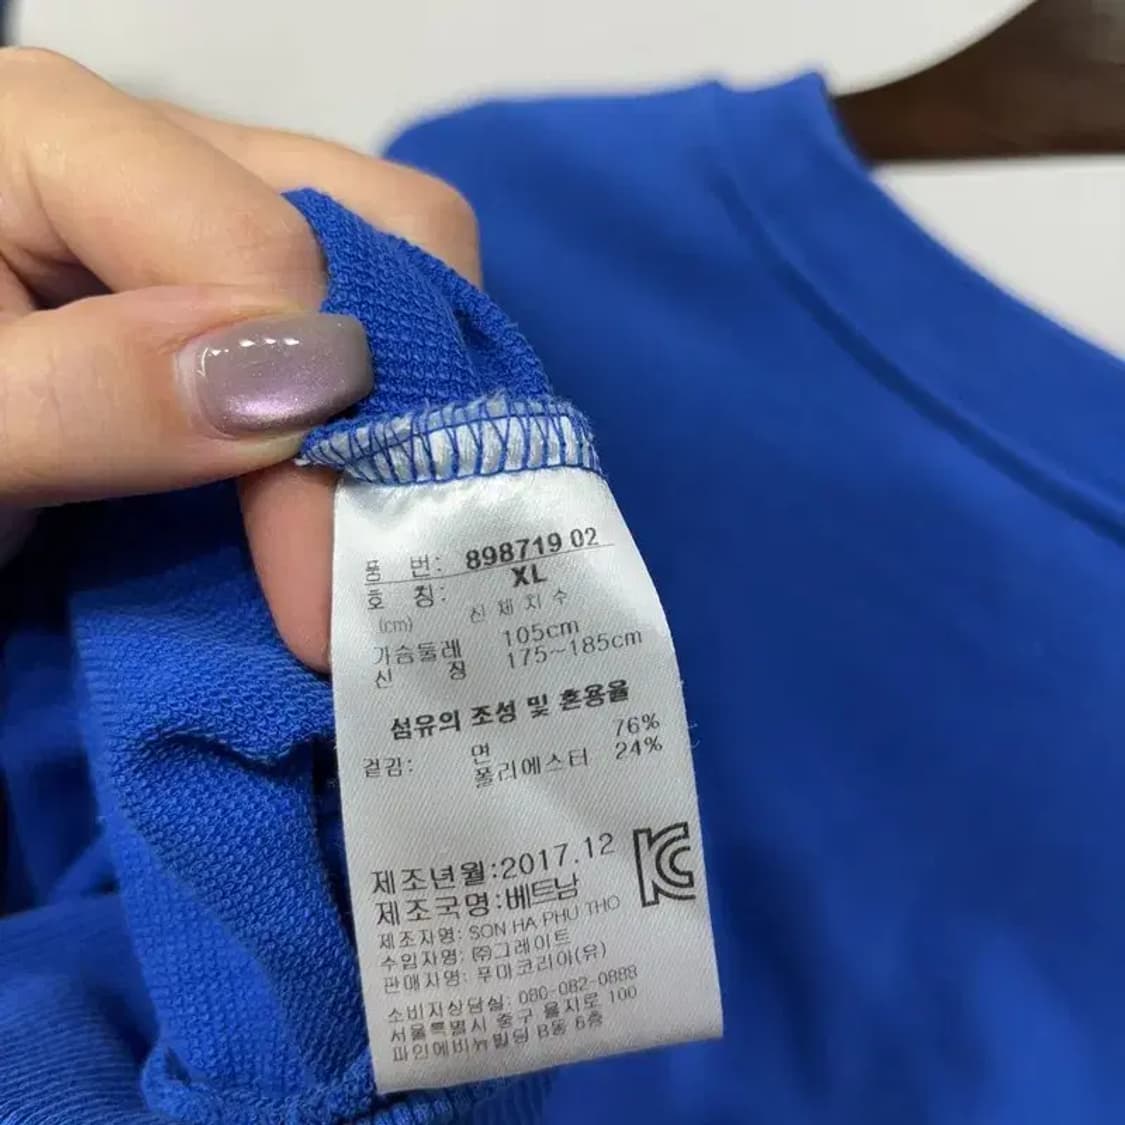 품 번: 898719 02
호 칭: XL
(cm) 신 체 치 수
가슴둘레 105cm
신 장 175~185cm
섬유의 조성 및 혼용율
겉감: 면 76%
폴리에스터 24%
제조년월:2017.12
제조국명:베트남
제조자명: SON HA PHU THO
수입자명: ㈜그레이트
판매자명: 푸마코리아(유)
소비자상담실: 080-082-0888
서울특별시 중구 을지로 100
파인에비뉴빌딩 B동 6층
KC